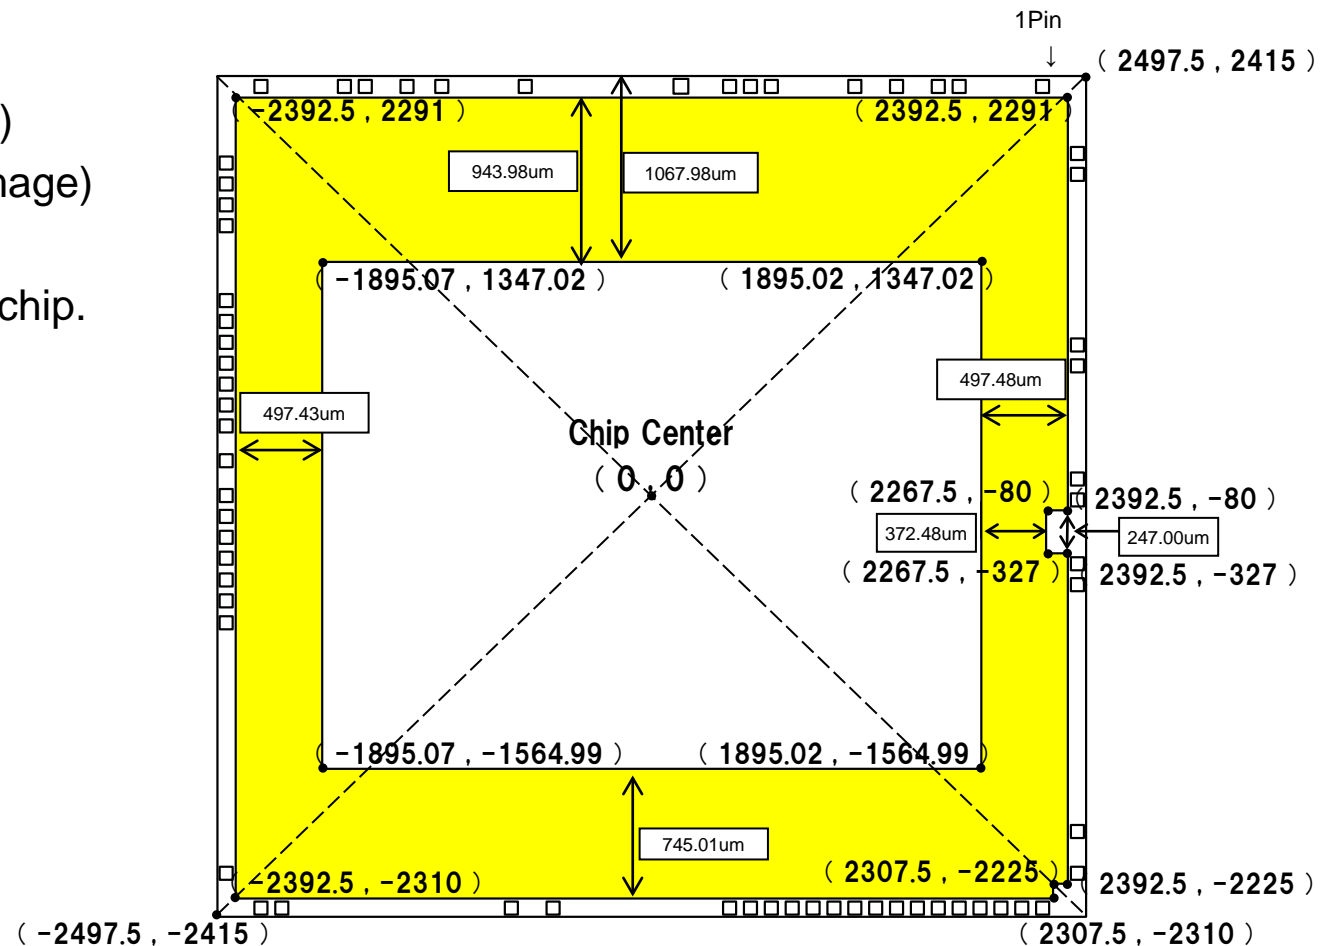 1Pin
↓
( 2497.5 , 2415 )
)
( -2392.5 , 2291 )
( 2392.5 , 2291 )
nage)
943.98um
1067.98um
( -1895.07 , 1347.02 )
( 1895.02 , 1347.02 )
chip.
497.48um
497.43um
Chip Center
( 0 , 0 )
( 2267.5 , -80 )
( 2392.5 , -80 )
372.48um
247.00um
( 2267.5 , -327 )
( 2392.5 , -327 )
( -1895.07 , -1564.99 )
( 1895.02 , -1564.99 )
745.01um
( 2307.5 , -2225 )
( -2392.5 , -2310 )
( 2392.5 , -2225 )
( -2497.5 , -2415 )
( 2307.5 , -2310 )